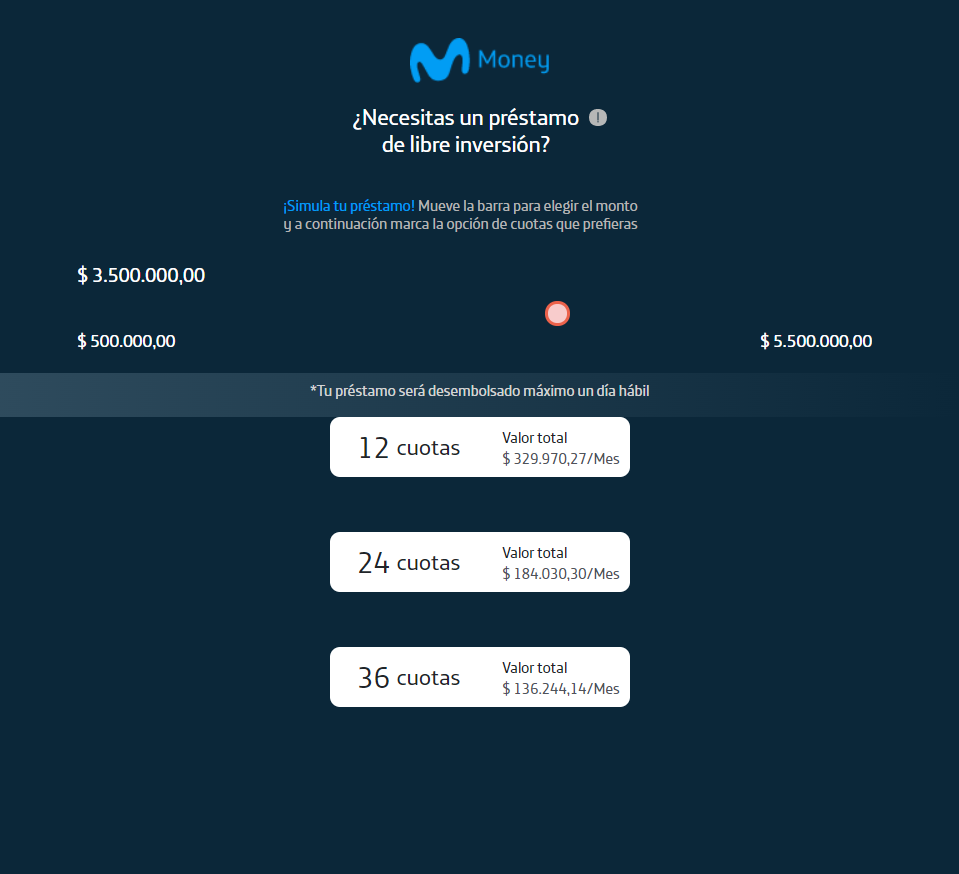 Money
¿Necesitas un préstamo !
de libre inversión?
¡Simula tu préstamo! Mueve la barra para elegir el monto
y a continuación marca la opción de cuotas que prefieras
$ 3.500.000,00
$ 500.000,00
$ 5.500.000,00
*Tu préstamo será desembolsado máximo un día hábil
12 cuotas
Valor total
$ 329.970,27/Mes
24 cuotas
Valor total
$ 184.030,30/Mes
36 cuotas
Valor total
$ 136.244,14/Mes